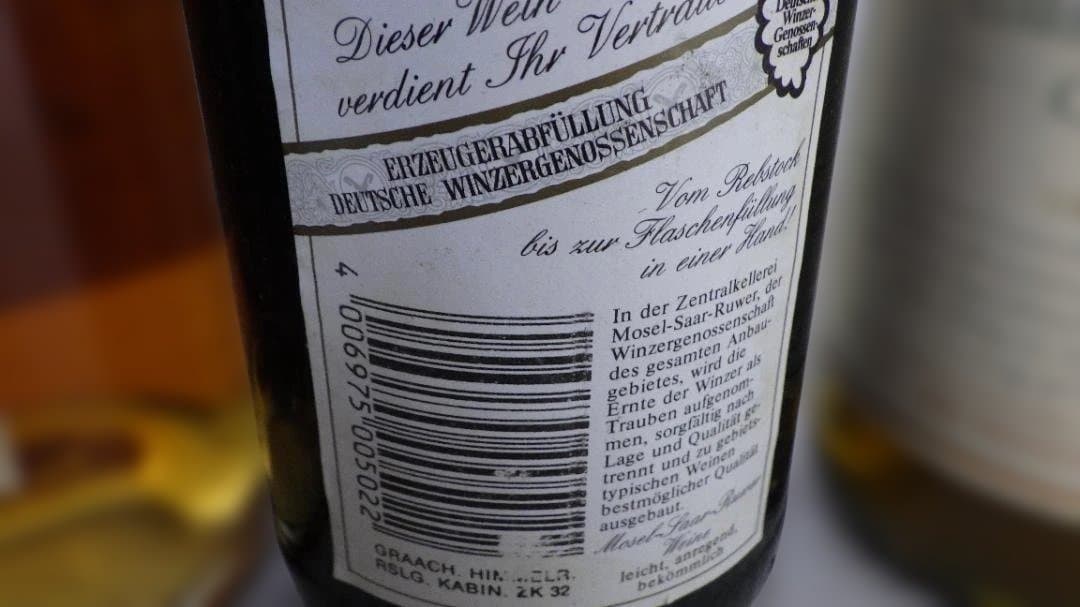 Dieser Wein
verdient Ihr
Deutsche
Winzer
Genossen-
schaften
ERZEUGERABFÜLLUNG
DEUTSCHE WINZERGENOSSENSCHAFT
Vom Rebstock
bis zur Flaschenfüllung
in einer Hand!
4 006975 005022
GRAACH.
RSLG. KABIN. ZK 32
In der Zentralkellerei
Mosel-Saar-Ruwer, der
Winzergenossenschaft
des gesamten Anbau-
gebietes, wird die
Ernte der Winzer als
Trauben aufgenom-
men, sorgfältig nach
Lage und Qualität ge-
trennt und zu gebiets-
typischen Weinen
bestmöglicher Qualität
ausgebaut.
Mosel-Saar-Ruwer
Weine
leicht, anregend,
bekömmlich